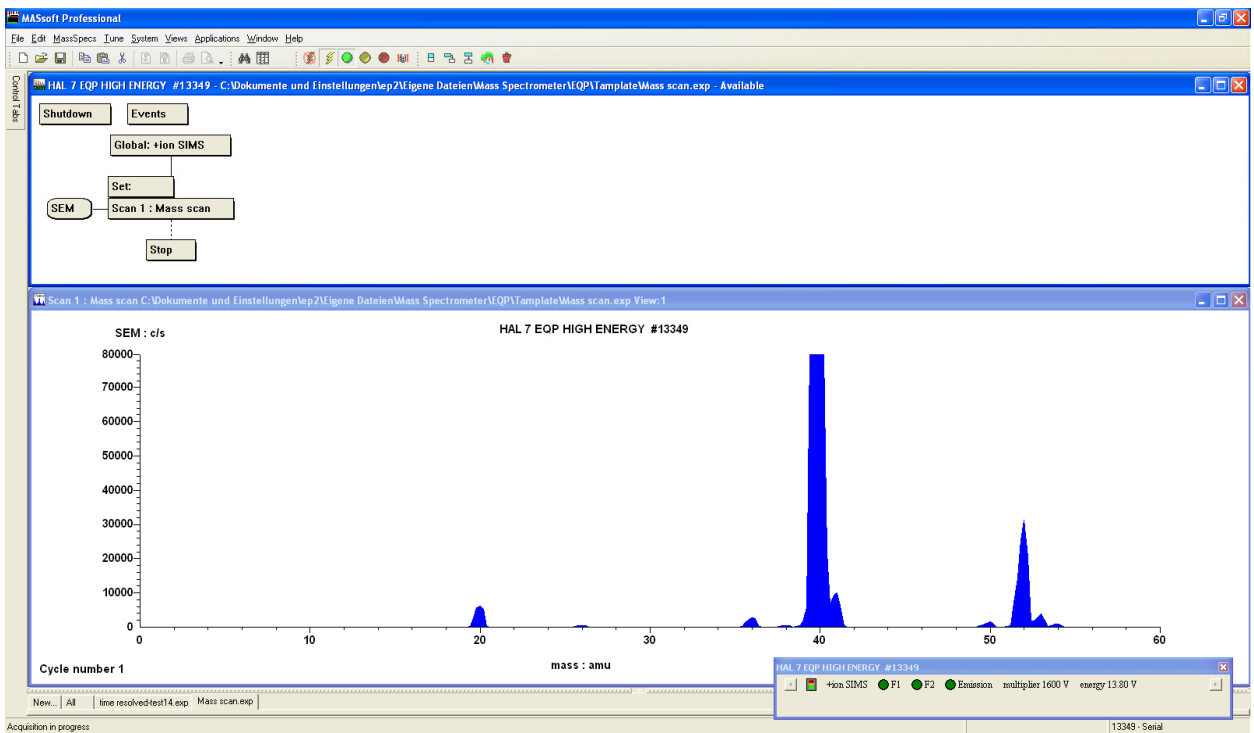 MASsoft Professional
File Edit MassSpecs Tune System Views Applications Window Help
Control Tabs
HAL 7 EQP HIGH ENERGY #13349 - C:\Dokumente und Einstellungen\ep2\Eigene Dateien\Mass Spectrometer\EQP\Tamplate\Mass scan.exp - Available
Shutdown Events
Global: +ion SIMS
Set:
SEM Scan 1 : Mass scan
Stop
Scan 1 : Mass scan C:\Dokumente und Einstellungen\ep2\Eigene Dateien\Mass Spectrometer\EQP\Tamplate\Mass scan.exp View:1
SEM : c/s HAL 7 EQP HIGH ENERGY #13349
80000
70000
60000
50000
40000
30000
20000
10000
0
0 10 20 30 40 50 60
Cycle number 1 mass : amu
HAL 7 EQP HIGH ENERGY #13349
+ion SIMS F1 F2 Emission multiplier 1600 V energy 13.80 V
New... All time resolved-test14.exp Mass scan.exp
Acquisition in progress 13349 - Serial